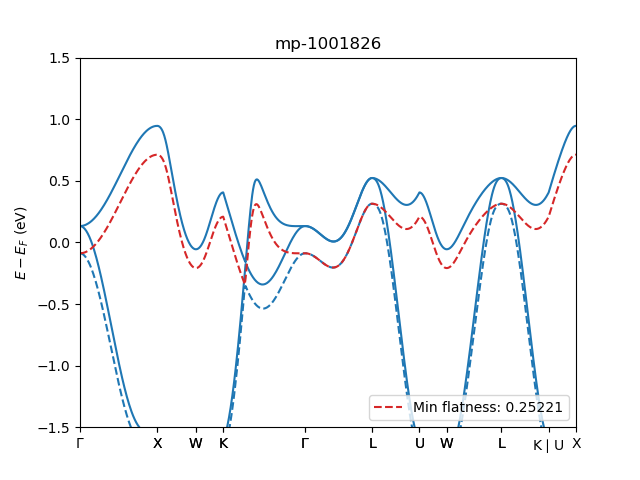 mp-1001826
E − E_F (eV)
1.5
1.0
0.5
0.0
−0.5
−1.0
−1.5
Min flatness: 0.25221
Γ X W K Γ L U W L K | U X